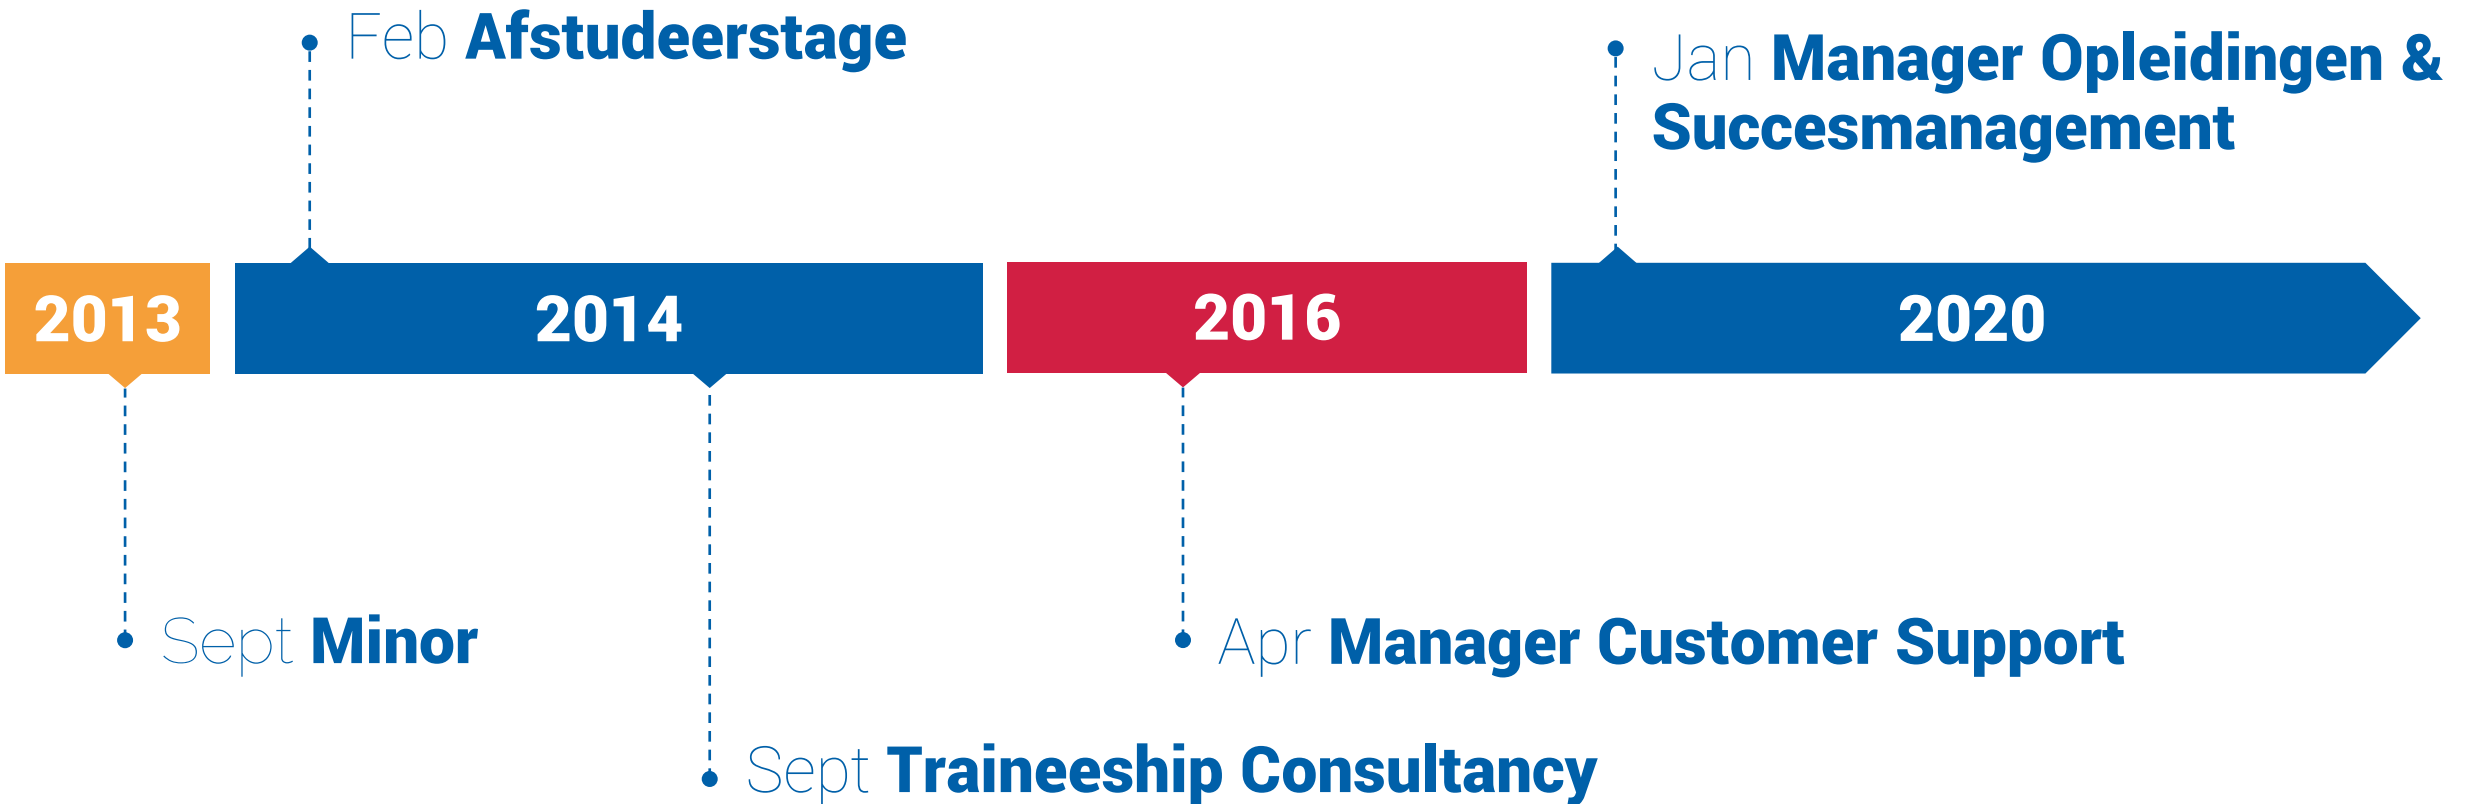 Feb Afstudeerstage
Jan Manager Opleidingen &
Succesmanagement
2013
2014
2016
2020
Sept Minor
Apr Manager Customer Support
Sept Traineeship Consultancy